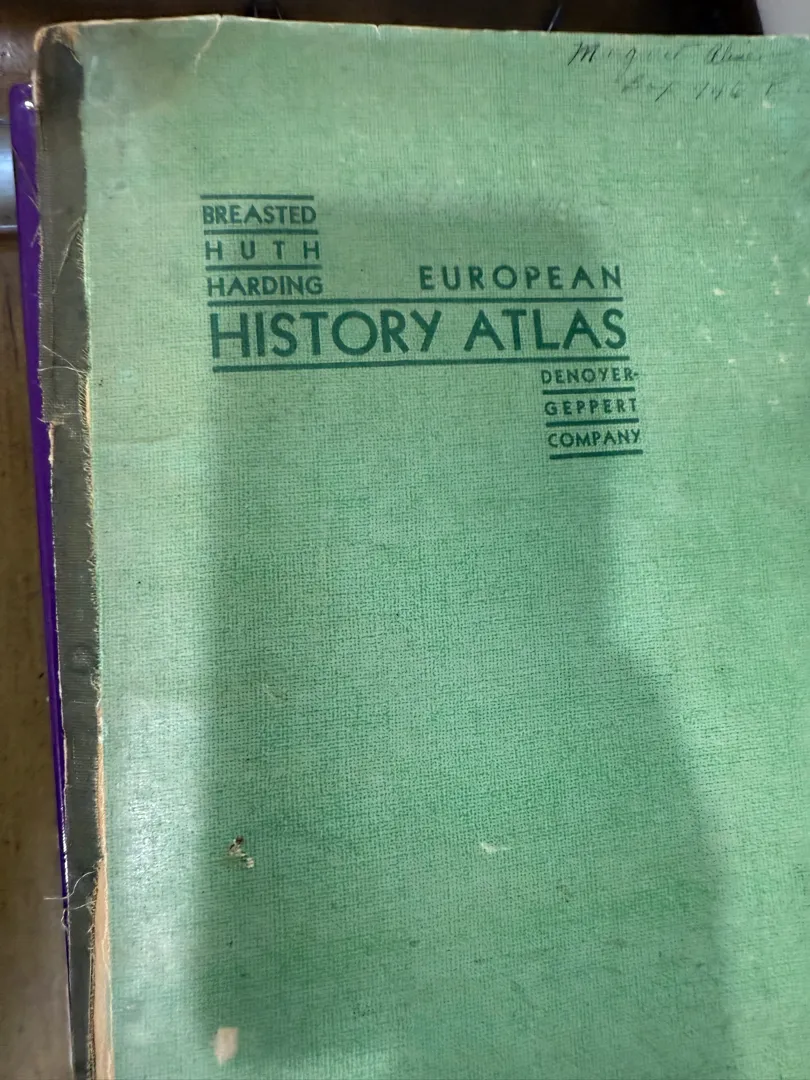 BREASTED
HUTH
HARDING
EUROPEAN
HISTORY ATLAS
DENOYER-
GEPPERT
COMPANY